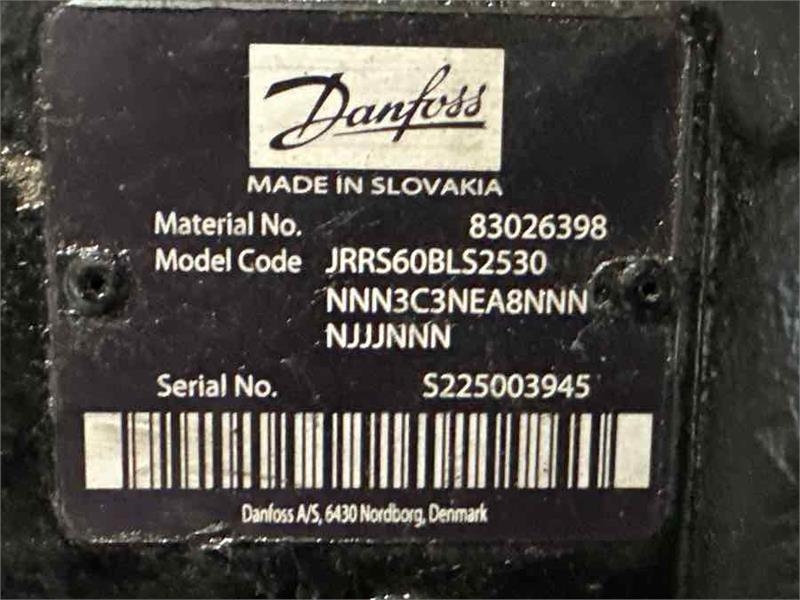 Danfoss
MADE IN SLOVAKIA
Material No. 83026398
Model Code JRRS60BLS2530
NNN3C3NEA8NNN
NJJJNNN
Serial No. S225003945
Danfoss A/S, 6430 Nordborg, Denmark